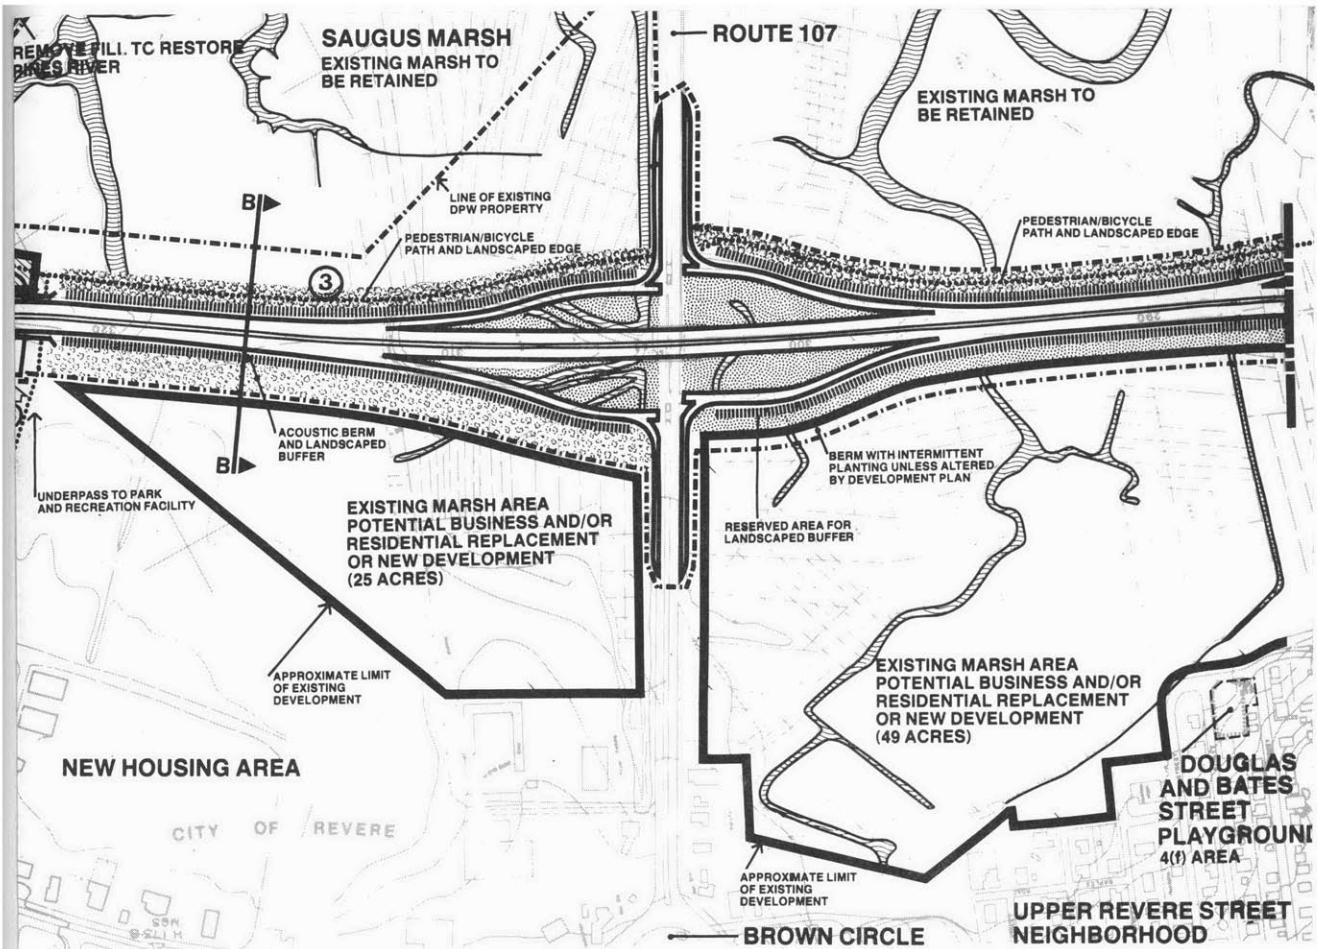 REMOVE FILL TO RESTORE
PINES RIVER
SAUGUS MARSH
EXISTING MARSH TO
BE RETAINED
ROUTE 107
EXISTING MARSH TO
BE RETAINED
B
LINE OF EXISTING
DPW PROPERTY
PEDESTRIAN/BICYCLE
PATH AND LANDSCAPED EDGE
PEDESTRIAN/BICYCLE
PATH AND LANDSCAPED EDGE
3
320
310
300
290
ACOUSTIC BERM
AND LANDSCAPED
BUFFER
B
BERM WITH INTERMITTENT
PLANTING UNLESS ALTERED
BY DEVELOPMENT PLAN
UNDERPASS TO PARK
AND RECREATION FACILITY
EXISTING MARSH AREA
POTENTIAL BUSINESS AND/OR
RESIDENTIAL REPLACEMENT
OR NEW DEVELOPMENT
(25 ACRES)
RESERVED AREA FOR
LANDSCAPED BUFFER
APPROXIMATE LIMIT
OF EXISTING
DEVELOPMENT
EXISTING MARSH AREA
POTENTIAL BUSINESS AND/OR
RESIDENTIAL REPLACEMENT
OR NEW DEVELOPMENT
(49 ACRES)
NEW HOUSING AREA
CITY OF REVERE
DOUGLAS
AND BATES
STREET
PLAYGROUND
4(f) AREA
APPROXIMATE LIMIT
OF EXISTING
DEVELOPMENT
UPPER REVERE STREET
NEIGHBORHOOD
BROWN CIRCLE